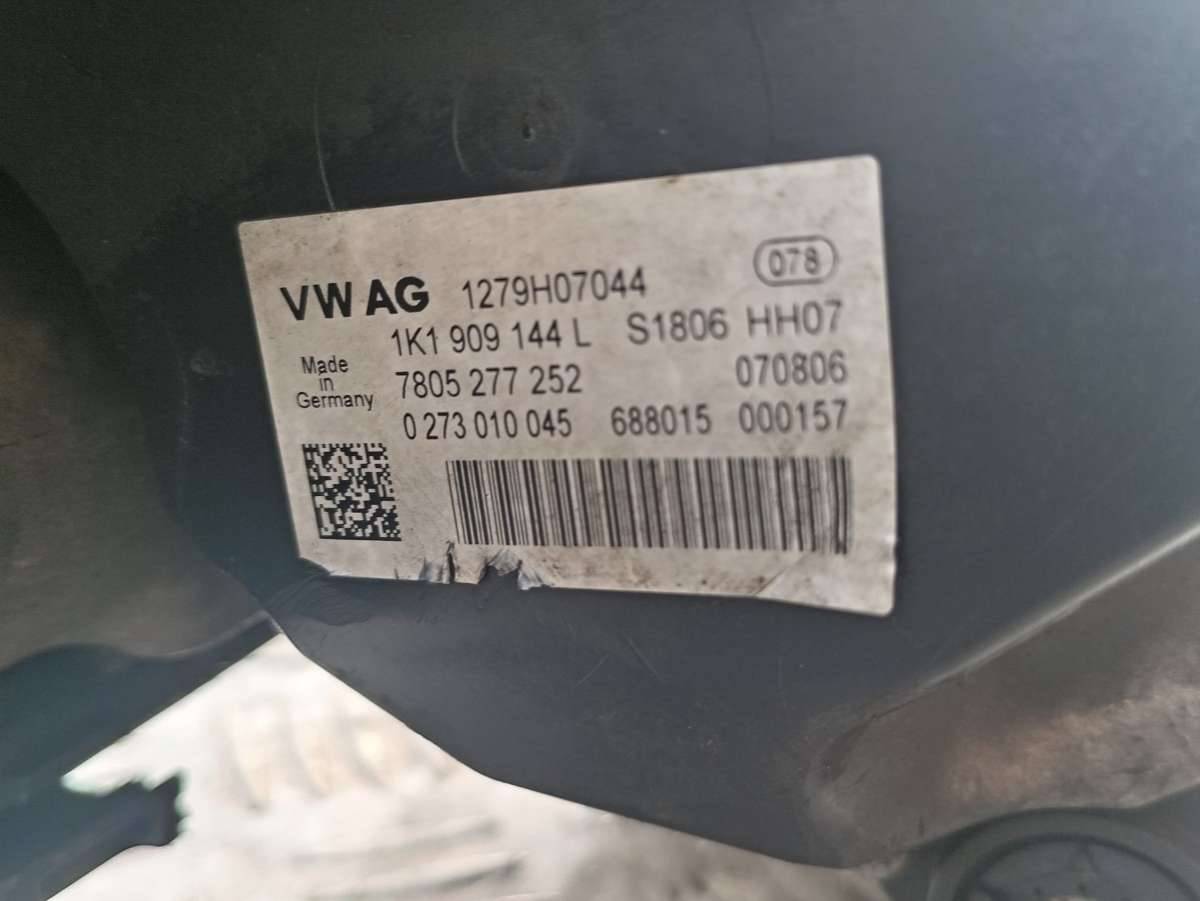 078
VW AG 1279H07044
1K1 909 144 L S1806 HH07
Made in Germany
7805 277 252 070806
0 273 010 045 688015 000157